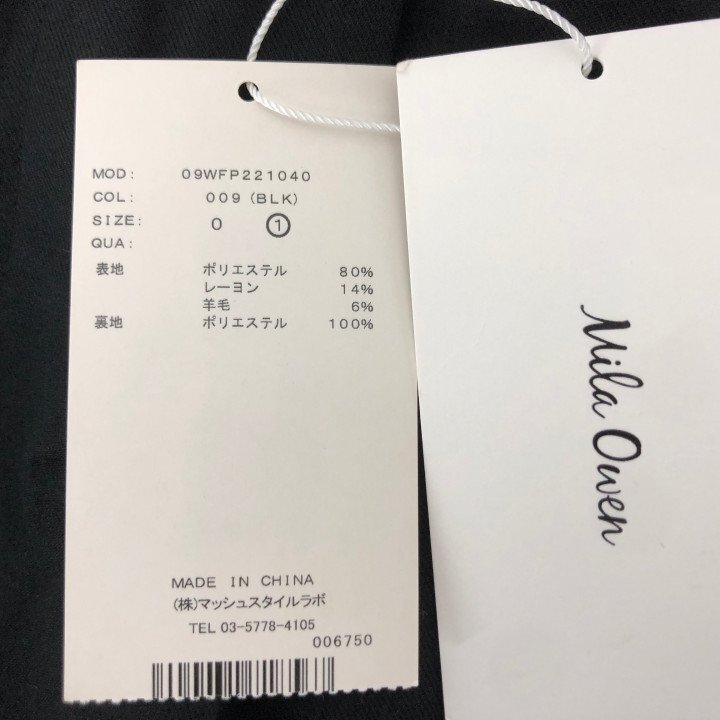 MOD: 09WFP221040
COL: 009 (BLK)
SIZE: 0 ①
QUA:
表地 ポリエステル 80%
レーヨン 14%
羊毛 6%
裏地 ポリエステル 100%
MADE IN CHINA
(株)マッシュスタイルラボ
TEL 03-5778-4105
006750
Mila Owen